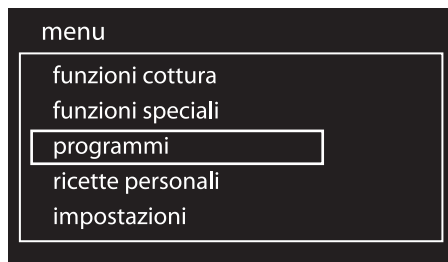 menu
funzioni cottura
funzioni speciali
programmi
ricette personali
impostazioni